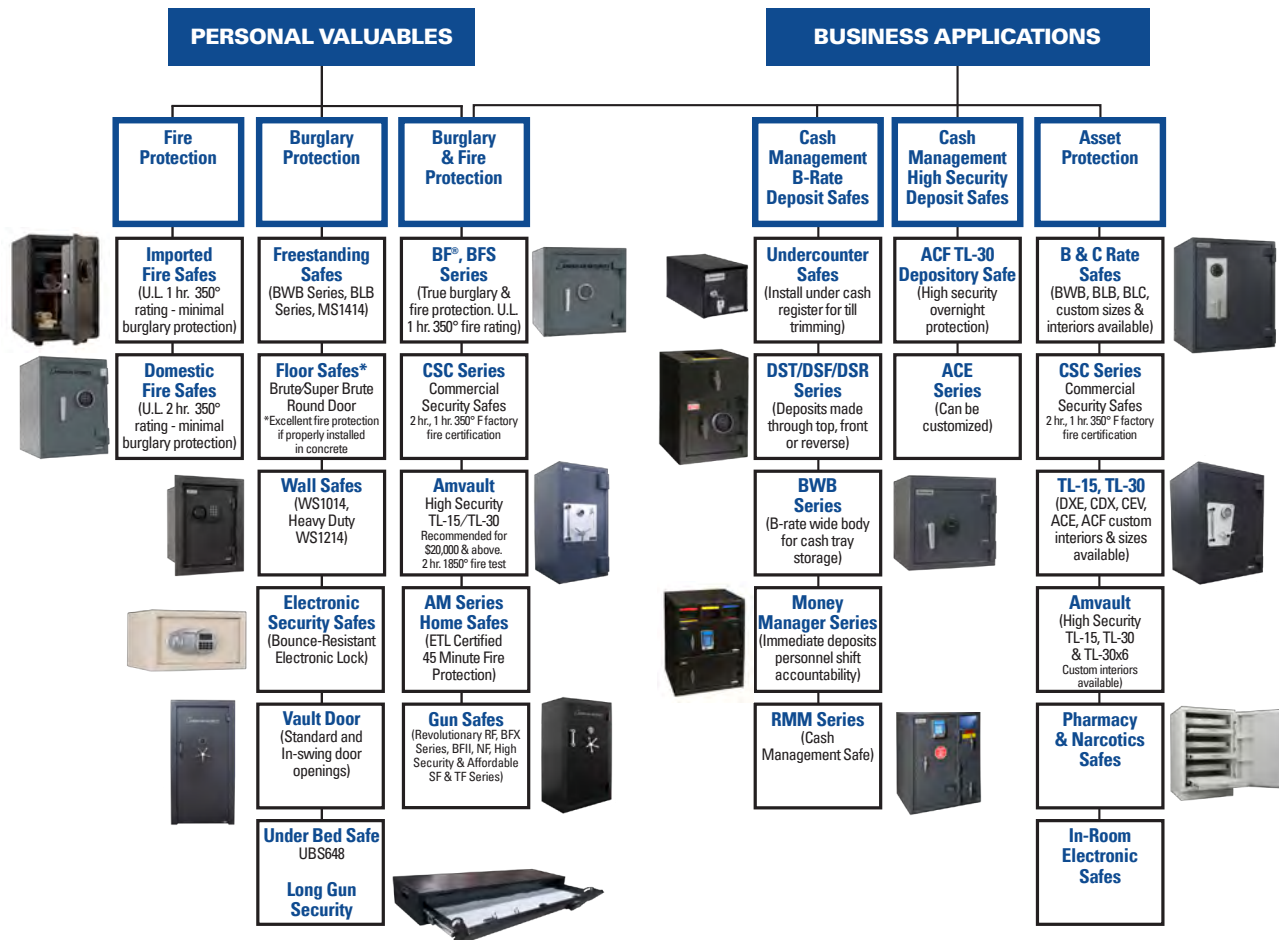 PERSONAL VALUABLES
BUSINESS APPLICATIONS
Fire
Protection
Burglary
Protection
Burglary
& Fire
Protection
Cash
Management
B-Rate
Deposit Safes
Cash
Management
High Security
Deposit Safes
Asset
Protection
Imported
Fire Safes
(U.L. 1 hr. 350°
rating - minimal
burglary protection)
Domestic
Fire Safes
(U.L. 2 hr. 350°
rating - minimal
burglary protection)
Freestanding
Safes
(BWB Series, BLB
Series, MS1414)
Floor Safes*
Brute/Super Brute
Round Door
*Excellent fire protection
if properly installed
in concrete
Wall Safes
(WS1014,
Heavy Duty
WS1214)
Electronic
Security Safes
(Bounce-Resistant
Electronic Lock)
Vault Door
(Standard and
In-swing door
openings)
Under Bed Safe
UBS648
Long Gun
Security
BF®, BFS
Series
(True burglary &
fire protection. U.L.
1 hr. 350° fire rating)
CSC Series
Commercial
Security Safes
2 hr., 1 hr. 350° F factory
fire certification
Amvault
High Security
TL-15/TL-30
Recommended for
$20,000 & above.
2 hr. 1850° fire test
AM Series
Home Safes
(ETL Certified
45 Minute Fire
Protection)
Gun Safes
(Revolutionary RF, BFX
Series, BFII, NF, High
Security & Affordable
SF & TF Series)
Undercounter
Safes
(Install under cash
register for till
trimming)
DST/DSF/DSR
Series
(Deposits made
through top, front
or reverse)
BWB
Series
(B-rate wide body
for cash tray
storage)
Money
Manager Series
(Immediate deposits
personnel shift
accountability)
RMM Series
(Cash
Management Safe)
ACF TL-30
Depository Safe
(High security
overnight
protection)
ACE
Series
(Can be
customized)
B & C Rate
Safes
(BWB, BLB, BLC,
custom sizes &
interiors available)
CSC Series
Commercial
Security Safes
2 hr., 1 hr. 350° F factory
fire certification
TL-15, TL-30
(DXE, CDX, CEV,
ACE, ACF custom
interiors & sizes
available)
Amvault
(High Security
TL-15, TL-30
& TL-30x6
Custom interiors
available)
Pharmacy
& Narcotics
Safes
In-Room
Electronic
Safes
AMERICAN SECURITY